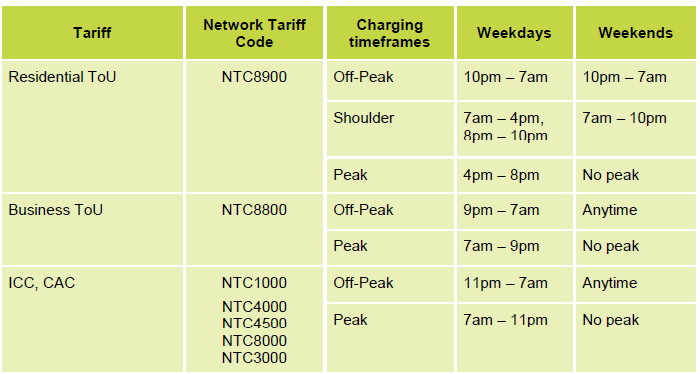 Tariff Network Tariff Code Charging timeframes Weekdays Weekends
Residential ToU NTC8900 Off-Peak 10pm – 7am 10pm – 7am
Shoulder 7am – 4pm, 7am – 10pm
8pm – 10pm
Peak 4pm – 8pm No peak
Business ToU NTC8800 Off-Peak 9pm – 7am Anytime
Peak 7am – 9pm No peak
ICC, CAC NTC1000 Off-Peak 11pm – 7am Anytime
NTC4000
NTC4500 Peak 7am – 11pm No peak
NTC8000
NTC3000